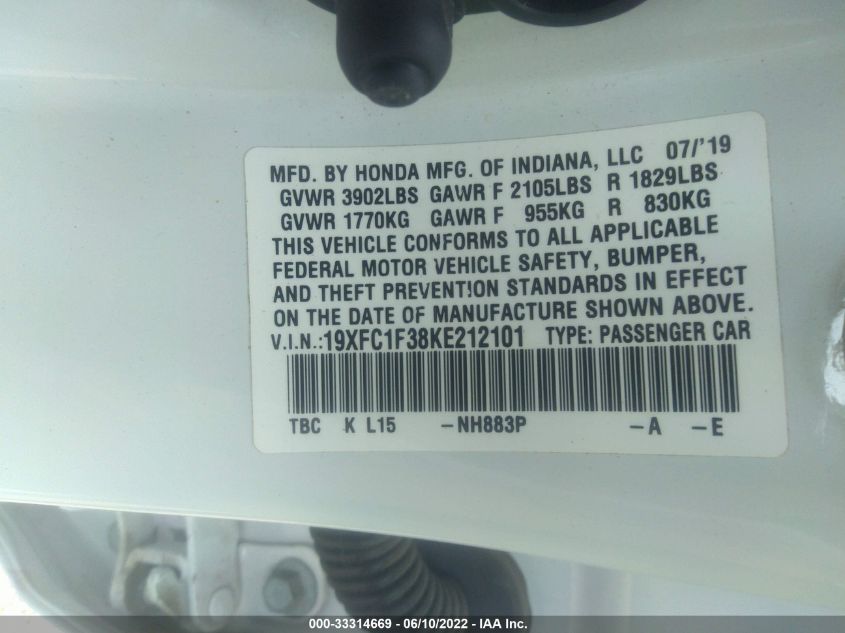 MFD. BY HONDA MFG. OF INDIANA, LLC 07/'19
GVWR 3902LBS GAWR F 2105LBS R 1829LBS
GVWR 1770KG GAWR F 955KG R 830KG
THIS VEHICLE CONFORMS TO ALL APPLICABLE
FEDERAL MOTOR VEHICLE SAFETY, BUMPER,
AND THEFT PREVENTION STANDARDS IN EFFECT
ON THE DATE OF MANUFACTURE SHOWN ABOVE.
V.I.N.:19XFC1F38KE212101 TYPE: PASSENGER CAR
TBC K L15 -NH883P -A -E
000-33314669 - 06/10/2022 - IAA Inc.